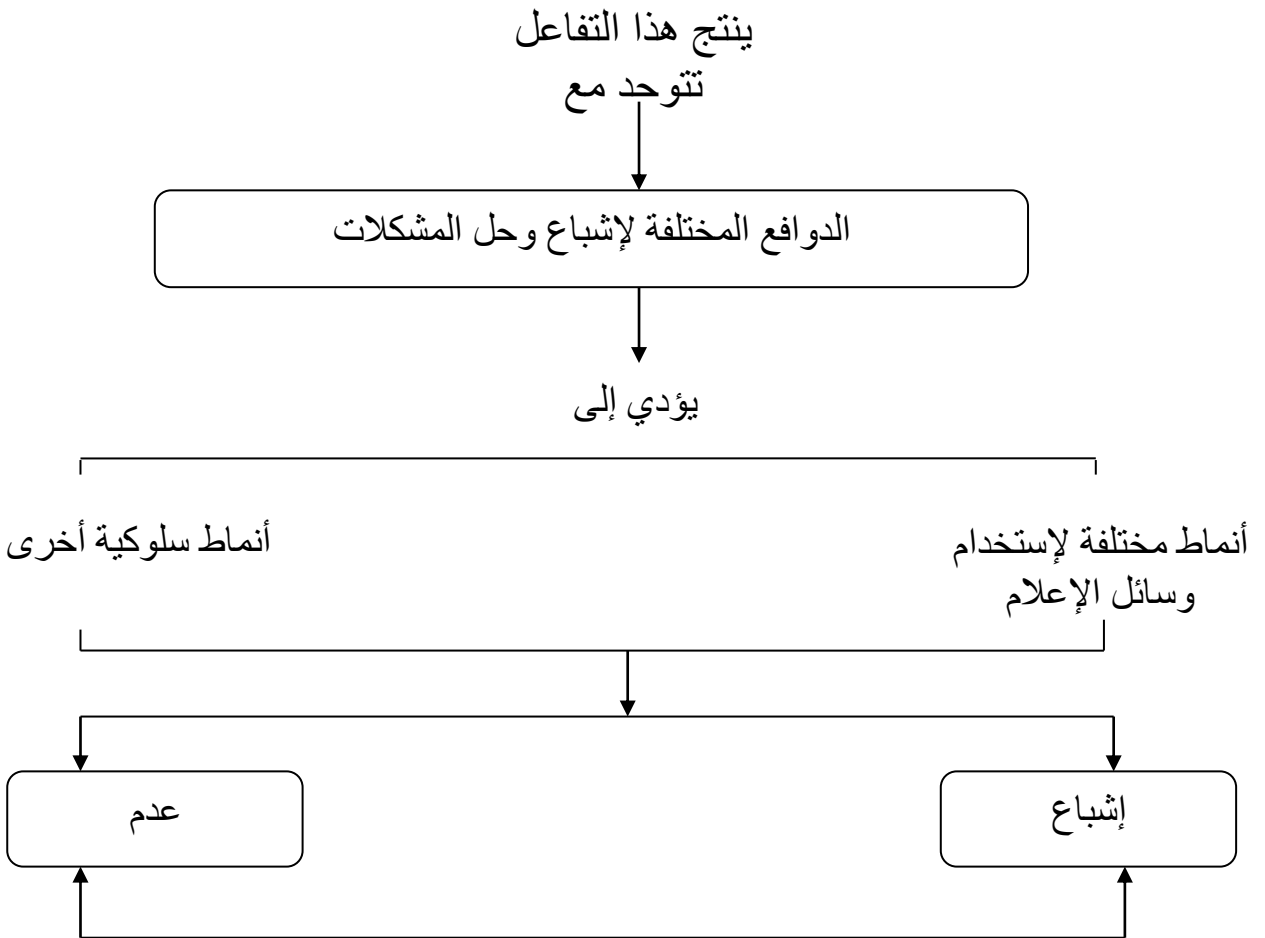 ينتج هذا التفاعل
تتوحد مع
الدوافع المختلفة لإشباع وحل المشكلات
يؤدي إلى
أنماط مختلفة لإستخدام
وسائل الإعلام
أنماط سلوكية أخرى
إشباع
عدم